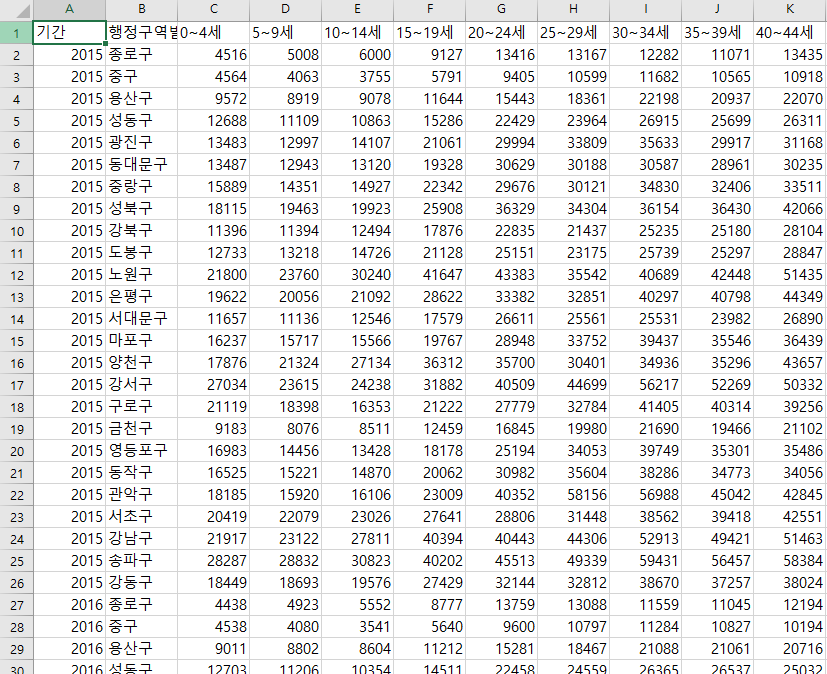 A B C D E F G H I J K
1 기간 행정구역별 0~4세 5~9세 10~14세 15~19세 20~24세 25~29세 30~34세 35~39세 40~44세
2 2015 종로구 4516 5008 6000 9127 13416 13167 12282 11071 13435
3 2015 중구 4564 4063 3755 5791 9405 10599 11682 10565 10918
4 2015 용산구 9572 8919 9078 11644 15443 18361 22198 20937 22070
5 2015 성동구 12688 11109 10863 15286 22429 23964 26915 25699 26311
6 2015 광진구 13483 12997 14107 21061 29994 33809 35633 29917 31168
7 2015 동대문구 13487 12943 13120 19328 30629 30188 30587 28961 30235
8 2015 중랑구 15889 14351 14927 22342 29676 30121 34830 32406 33511
9 2015 성북구 18115 19463 19923 25908 36329 34304 36154 36430 42066
10 2015 강북구 11396 11394 12494 17876 22835 21437 25235 25180 28104
11 2015 도봉구 12733 13218 14726 21128 25151 23175 25739 25297 28847
12 2015 노원구 21800 23760 30240 41647 43383 35542 40689 42448 51435
13 2015 은평구 19622 20056 21092 28622 33382 32851 40297 40798 44349
14 2015 서대문구 11657 11136 12546 17579 26611 25561 25531 23982 26890
15 2015 마포구 16237 15717 15566 19767 28948 33752 39437 35546 36439
16 2015 양천구 17876 21324 27134 36312 35700 30401 34936 35296 43657
17 2015 강서구 27034 23615 24238 31882 40509 44699 56217 52269 50332
18 2015 구로구 21119 18398 16353 21222 27779 32784 41405 40314 39256
19 2015 금천구 9183 8076 8511 12459 16845 19980 21690 19466 21102
20 2015 영등포구 16983 14456 13428 18178 25194 34053 39749 35301 35486
21 2015 동작구 16525 15221 14870 20062 30982 35604 38286 34773 34056
22 2015 관악구 18185 15920 16106 23009 40352 58156 56988 45042 42845
23 2015 서초구 20419 22079 23026 27641 28806 31448 38562 39418 42551
24 2015 강남구 21917 23122 27811 40394 40443 44306 52913 49421 51463
25 2015 송파구 28287 28832 30823 40202 45513 49339 59431 56457 58384
26 2015 강동구 18449 18693 19576 27429 32144 32812 38670 37257 38024
27 2016 종로구 4438 4923 5552 8777 13759 13088 11559 11045 12194
28 2016 중구 4538 4080 3541 5640 9600 10797 11284 10827 10194
29 2016 용산구 9011 8802 8604 11212 15281 18467 21088 21061 20716
30 2016 성동구 12703 11206 10354 14511 22458 24559 26365 26537 25032